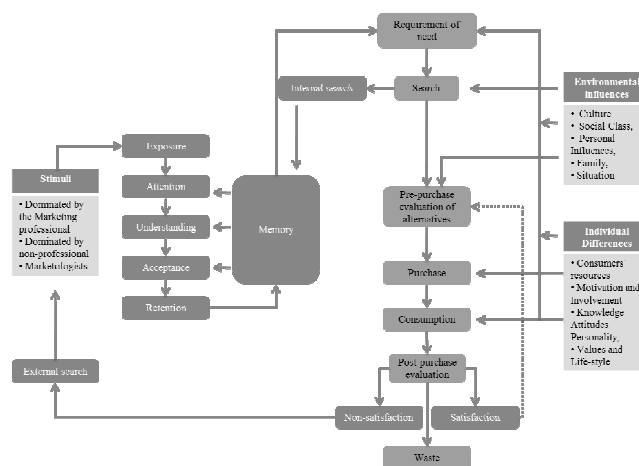 Requirement of
need
Internal search
Search
Environmental
influences
• Culture
• Social Class,
• Personal
Influences,
• Family,
• Situation
Exposure
Stimuli
• Dommated by
the Marketing
professional
• Dominated by
non-professional
• Marketologists
Attention
Understanding
Acceptance
Retention
Memory
Pre-purchase
evaluation of
alternatives
Individual
Differences
• Consumers
resources
• Motivation and
Involvement
• Knowledge
Attitudes
Personality,
• Values and
Life-style
Purchase
Consumption
External search
Post-purchase
evaluation
Non-satisfaction
Satisfaction
Waste